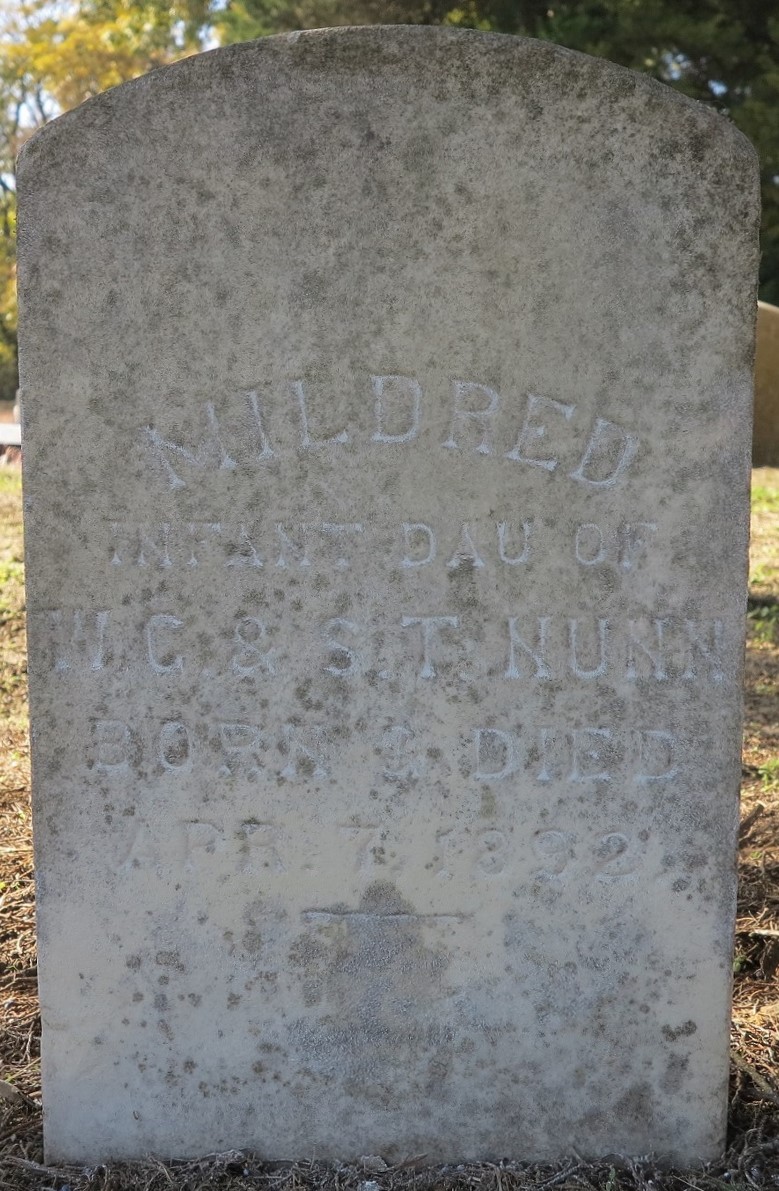 MILDRED
INFANT DAU OF
W.C. & S.T. NUNN
BORN & DIED
APR. 7, 1892